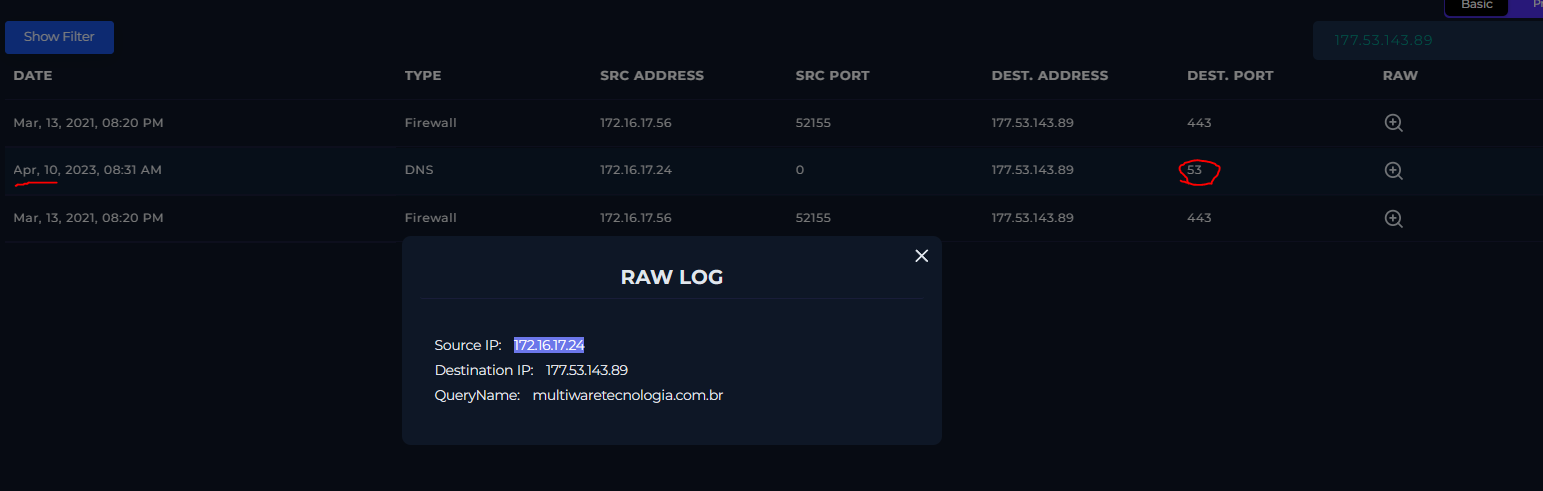 Basic
Show Filter
177.53.143.89
DATE TYPE SRC ADDRESS SRC PORT DEST. ADDRESS DEST. PORT RAW
Mar, 13, 2021, 08:20 PM Firewall 172.16.17.56 52155 177.53.143.89 443
Apr, 10, 2023, 08:31 AM DNS 172.16.17.24 0 177.53.143.89 53
Mar, 13, 2021, 08:20 PM Firewall 172.16.17.56 52155 177.53.143.89 443
RAW LOG
Source IP: 172.16.17.24
Destination IP: 177.53.143.89
QueryName: multiwaretecnologia.com.br